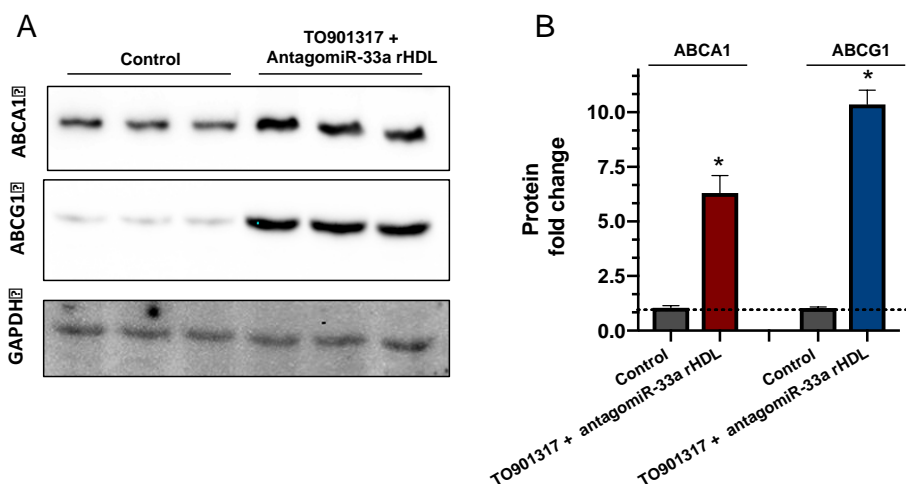 A
Control
TO901317 +
AntagomiR-33a rHDL
ABCA1
ABCG1
GAPDH
B
ABCA1
ABCG1
*
*
Protein
fold change
10.0
7.5
5.0
2.5
0.0
Control
TO901317 + antagomiR-33a rHDL
Control
TO901317 + antagomiR-33a rHDL